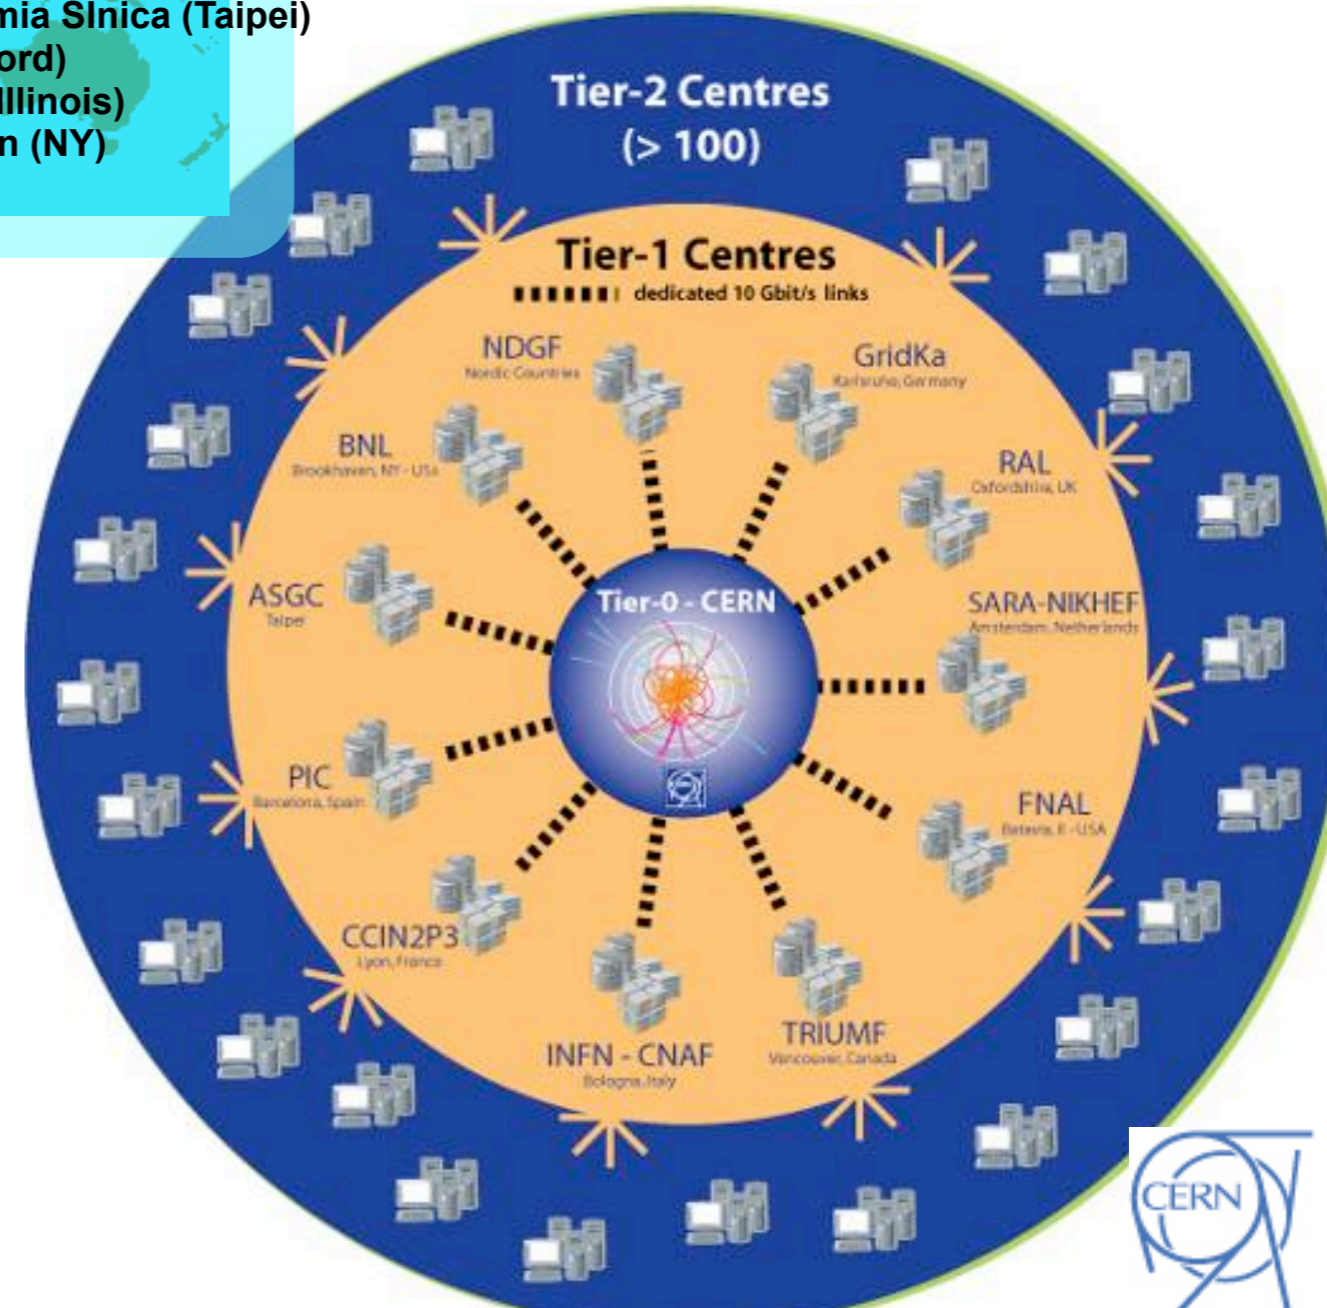 mia SInica (Taipei)
ord)
Illinois)
n (NY)
Tier-2 Centres
(> 100)
Tier-1 Centres
dedicated 10 Gbit/s links
NDGF
Nordic Countries
GridKa
Karlsruhe, Germany
BNL
Brookhaven, NY - USA
RAL
Oxfordshire, UK
ASGC
Taipei
Tier-0 - CERN
SARA-NIKHEF
Amsterdam, Netherlands
PIC
Barcelona, Spain
FNAL
Batavia, Il - USA
CCIN2P3
Lyon, France
INFN - CNAF
Bologna, Italy
TRIUMF
Vancouver, Canada
CERN